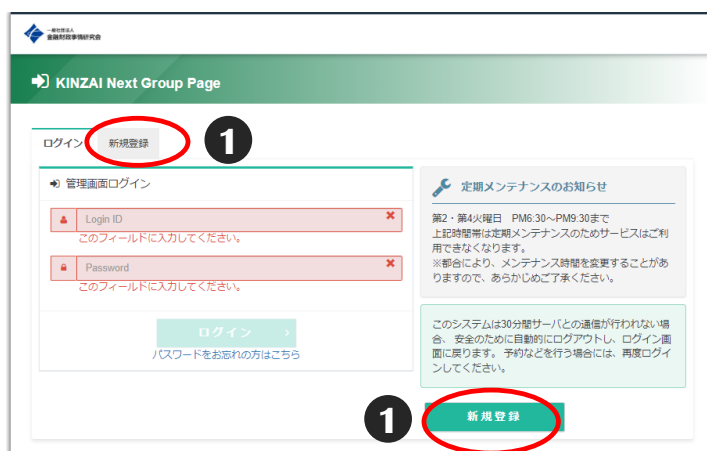 一般社団法人
金融財政事情研究会
KINZAI Next Group Page
ログイン
新規登録
1
管理画面ログイン
Login ID
このフィールドに入力してください。
Password
このフィールドに入力してください。
ログイン
パスワードをお忘れの方はこちら
定期メンテナンスのお知らせ
第2・第4火曜日 PM6:30～PM9:30まで
上記時間帯は定期メンテナンスのためサービスはご利
用できなくなります。
※都合により、メンテナンス時間を変更することがあ
りますので、あらかじめご了承ください。
このシステムは30分間サーバとの通信が行われない場
合、 安全のために自動的にログアウトし、ログイン画
面に戻ります。 予約などを行う場合には、再度ログイ
ンしてください。
1
新規登録